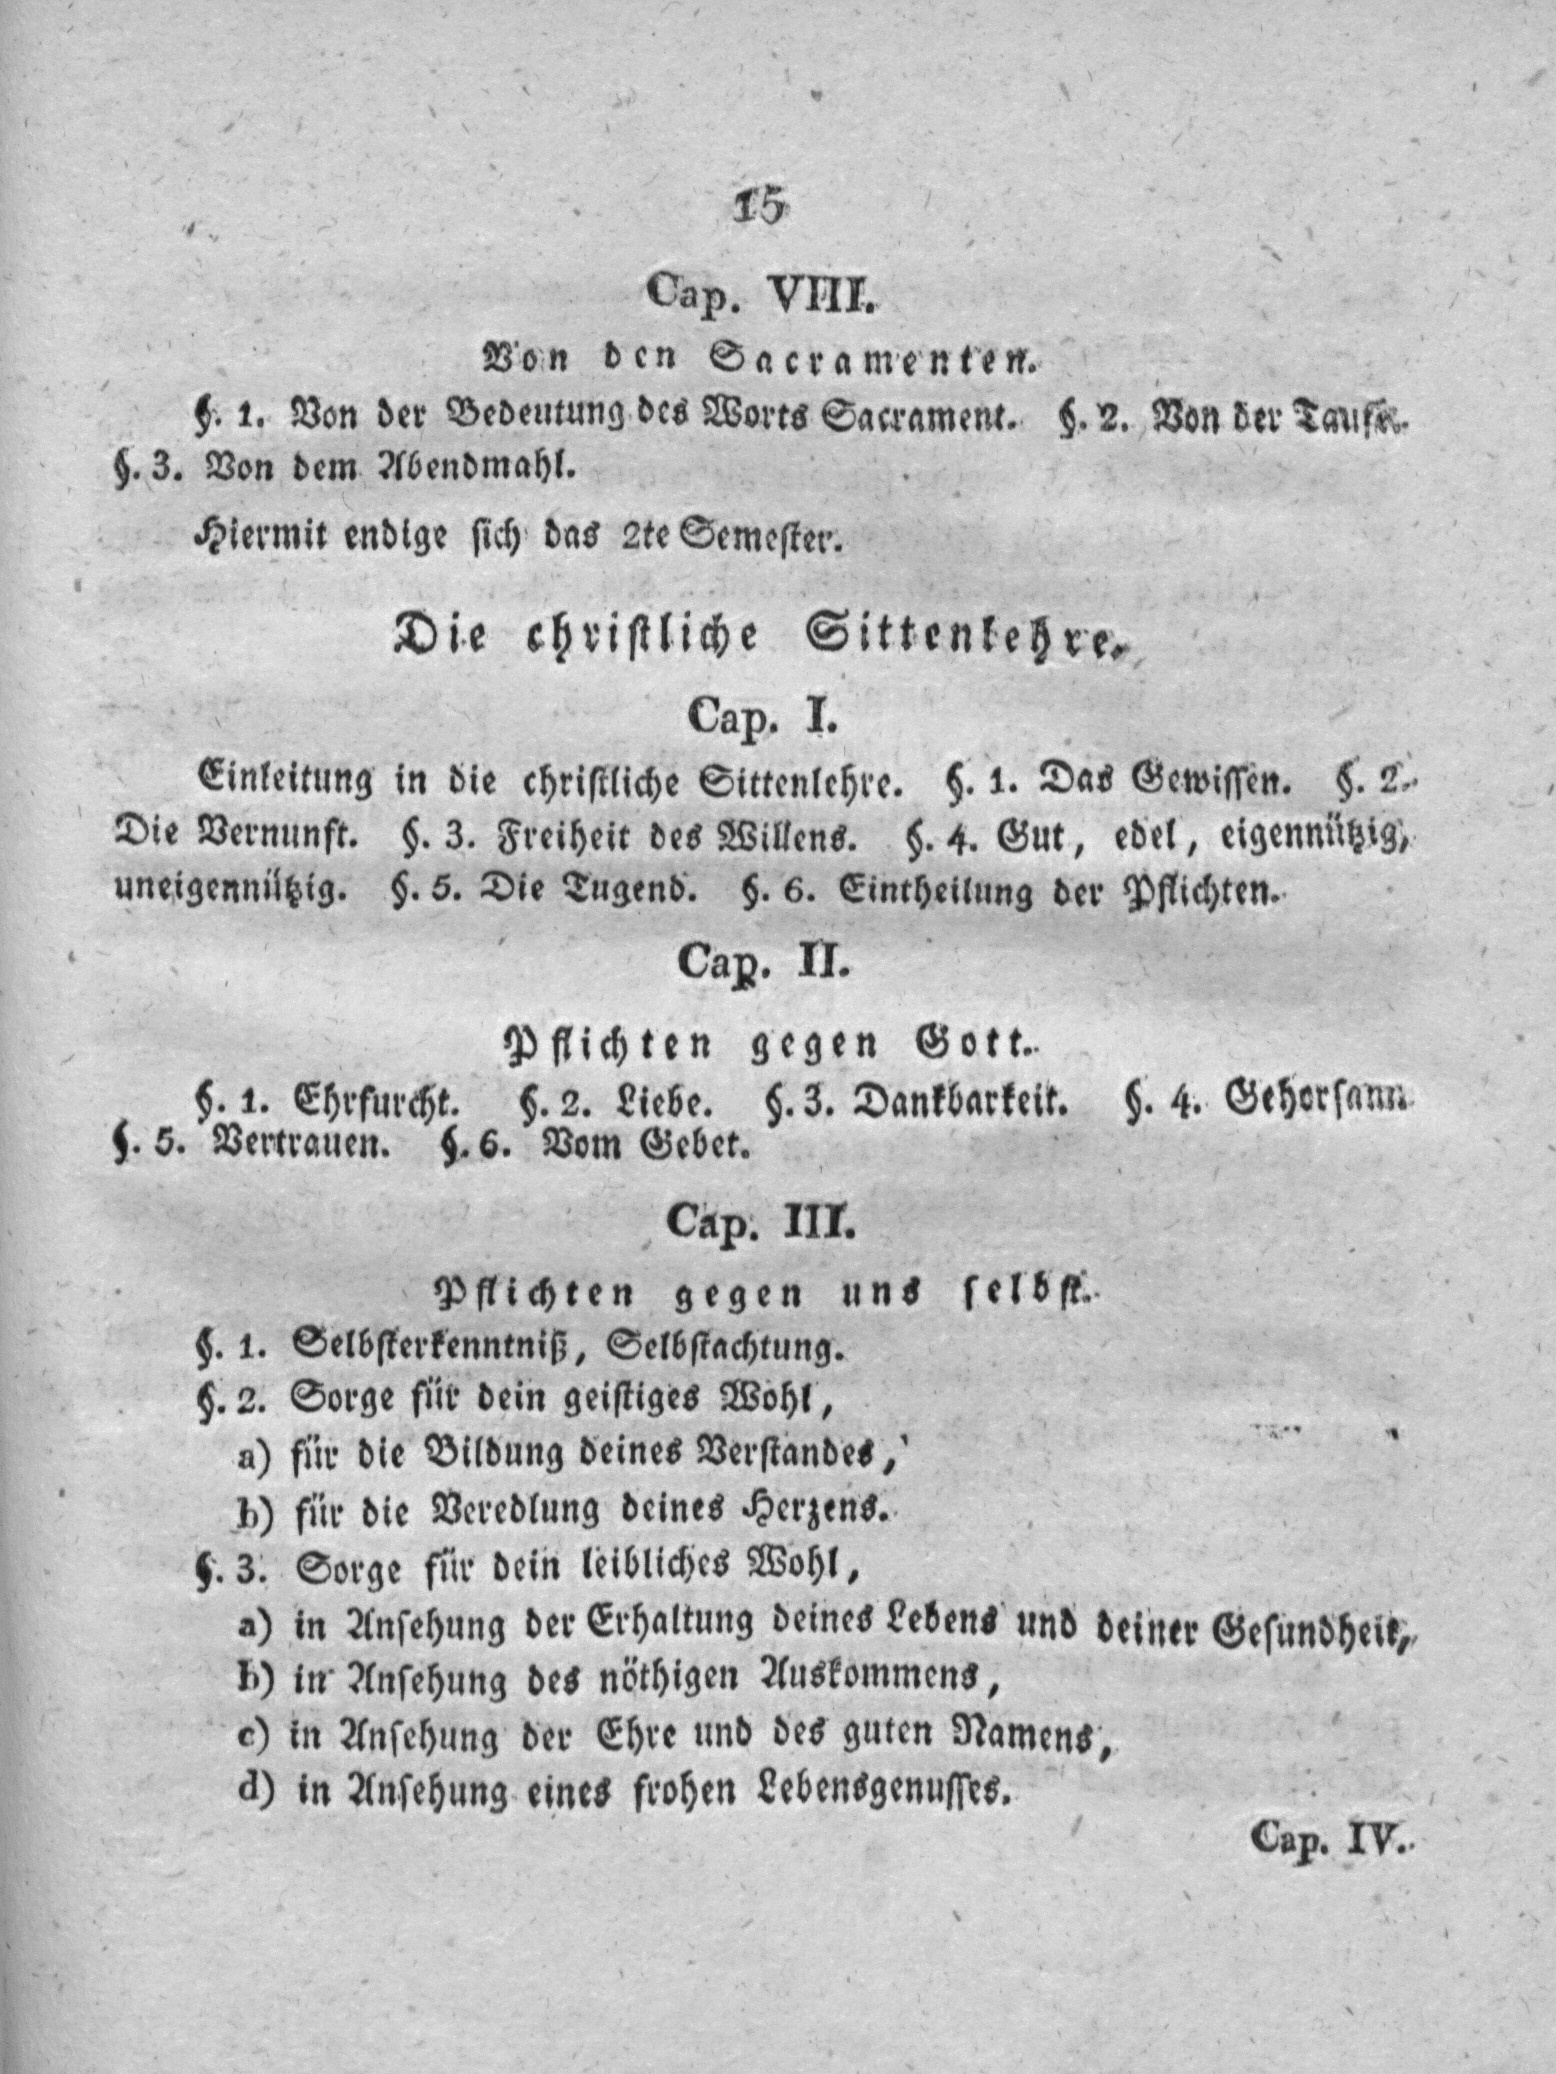 15
Cap. VIII.
Von den Sacramenten.
§. 1. Von der Bedeutung des Worts Sacrament. §. 2. Von der Taufe.
§. 3. Von dem Abendmahl.
Hiermit endige sich das 2te Semester.
Die christliche Sittenlehre.
Cap. I.
Einleitung in die christliche Sittenlehre. §. 1. Das Gewissen. §. 2.
Die Vernunft. §. 3. Freiheit des Willens. §. 4. Gut, edel, eigennützig,
uneigennützig. §. 5. Die Tugend. §. 6. Eintheilung der Pflichten.
Cap. II.
Pflichten gegen Gott.
§. 1. Ehrfurcht. §. 2. Liebe. §. 3. Dankbarkeit. §. 4. Gehorsam
§. 5. Vertrauen. §. 6. Vom Gebet.
Cap. III.
Pflichten gegen uns selbst.
§. 1. Selbsterkenntniß, Selbstachtung.
§. 2. Sorge für dein geistiges Wohl,
a) für die Bildung deines Verstandes,
b) für die Veredlung deines Herzens.
§. 3. Sorge für dein leibliches Wohl,
a) in Ansehung der Erhaltung deines Lebens und deiner Gesundheit,
b) in Ansehung des nöthigen Auskommens,
c) in Ansehung der Ehre und des guten Namens,
d) in Ansehung eines frohen Lebensgenusses.
Cap. IV.